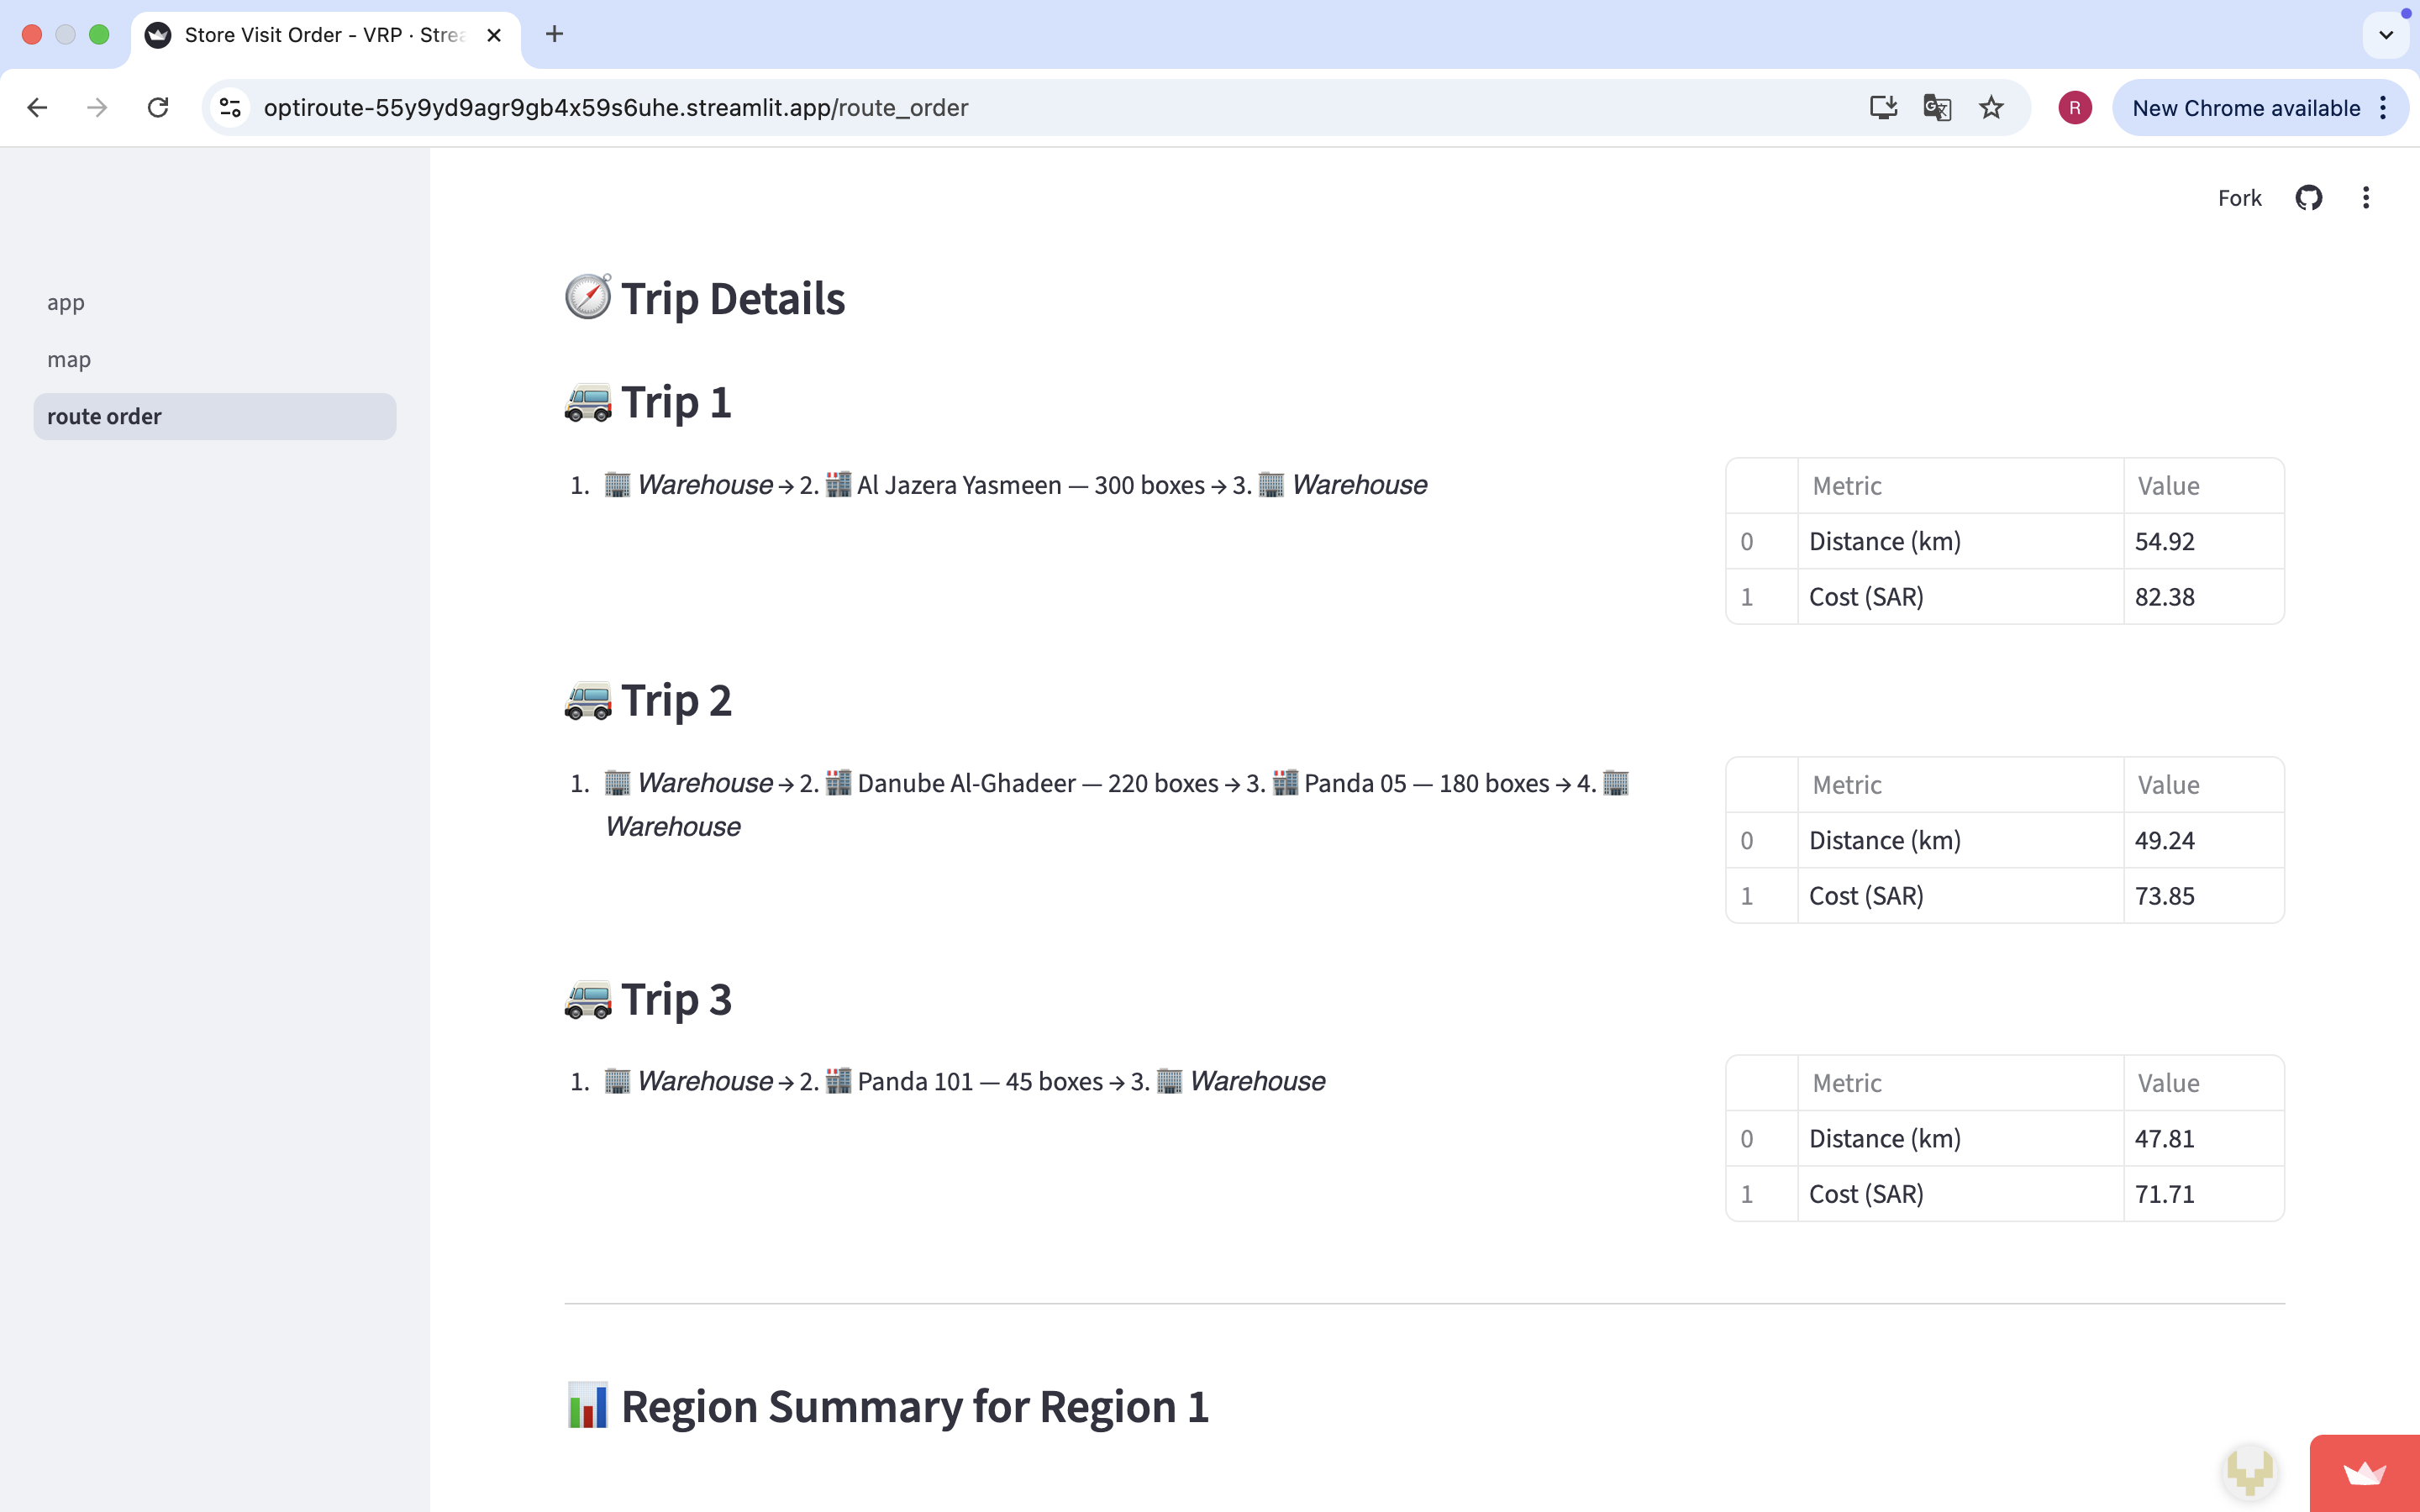 Store Visit Order - VRP · Strea
optiroute-55y9yd9agr9gb4x59s6uhe.streamlit.app/route_order
R
New Chrome available
Fork
app
map
route order
Trip Details
Trip 1
1. Warehouse → 2. Al Jazera Yasmeen — 300 boxes → 3. Warehouse
Metric Value
0 Distance (km) 54.92
1 Cost (SAR) 82.38
Trip 2
1. Warehouse → 2. Danube Al-Ghadeer — 220 boxes → 3. Panda 05 — 180 boxes → 4.
Warehouse
Metric Value
0 Distance (km) 49.24
1 Cost (SAR) 73.85
Trip 3
1. Warehouse → 2. Panda 101 — 45 boxes → 3. Warehouse
Metric Value
0 Distance (km) 47.81
1 Cost (SAR) 71.71
Region Summary for Region 1